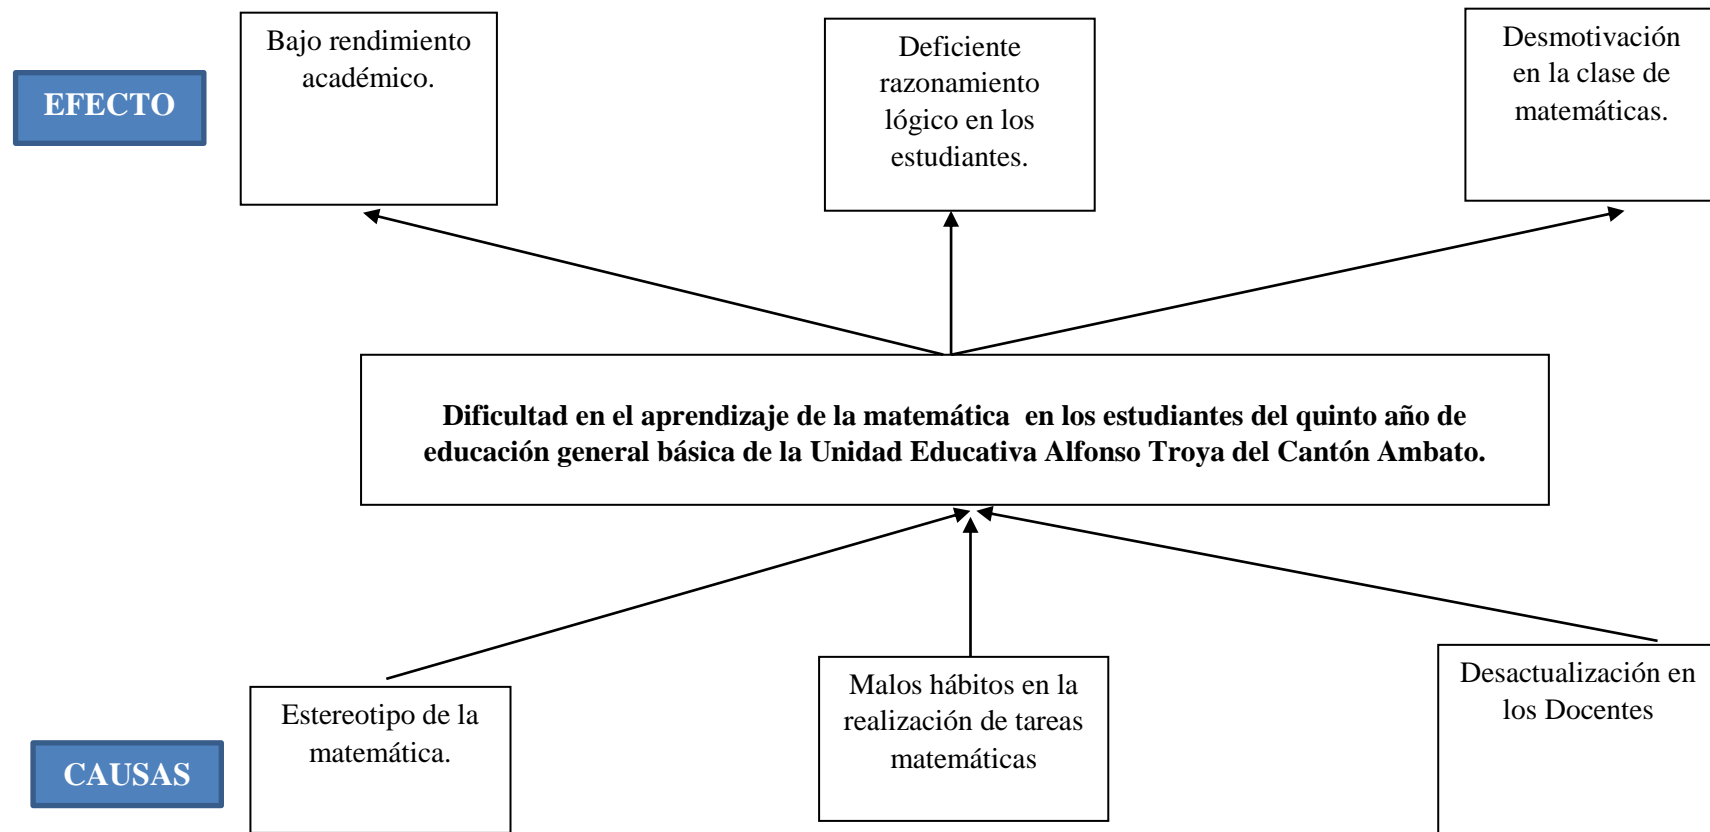 EFECTO
Bajo rendimiento
académico.
Deficiente
razonamiento
lógico en los
estudiantes.
Desmotivación
en la clase de
matemáticas.
Dificultad en el aprendizaje de la matemática  en los estudiantes del quinto año de
educación general básica de la Unidad Educativa Alfonso Troya del Cantón Ambato.
CAUSAS
Estereotipo de la
matemática.
Malos hábitos en la
realización de tareas
matemáticas
Desactualización en
los Docentes